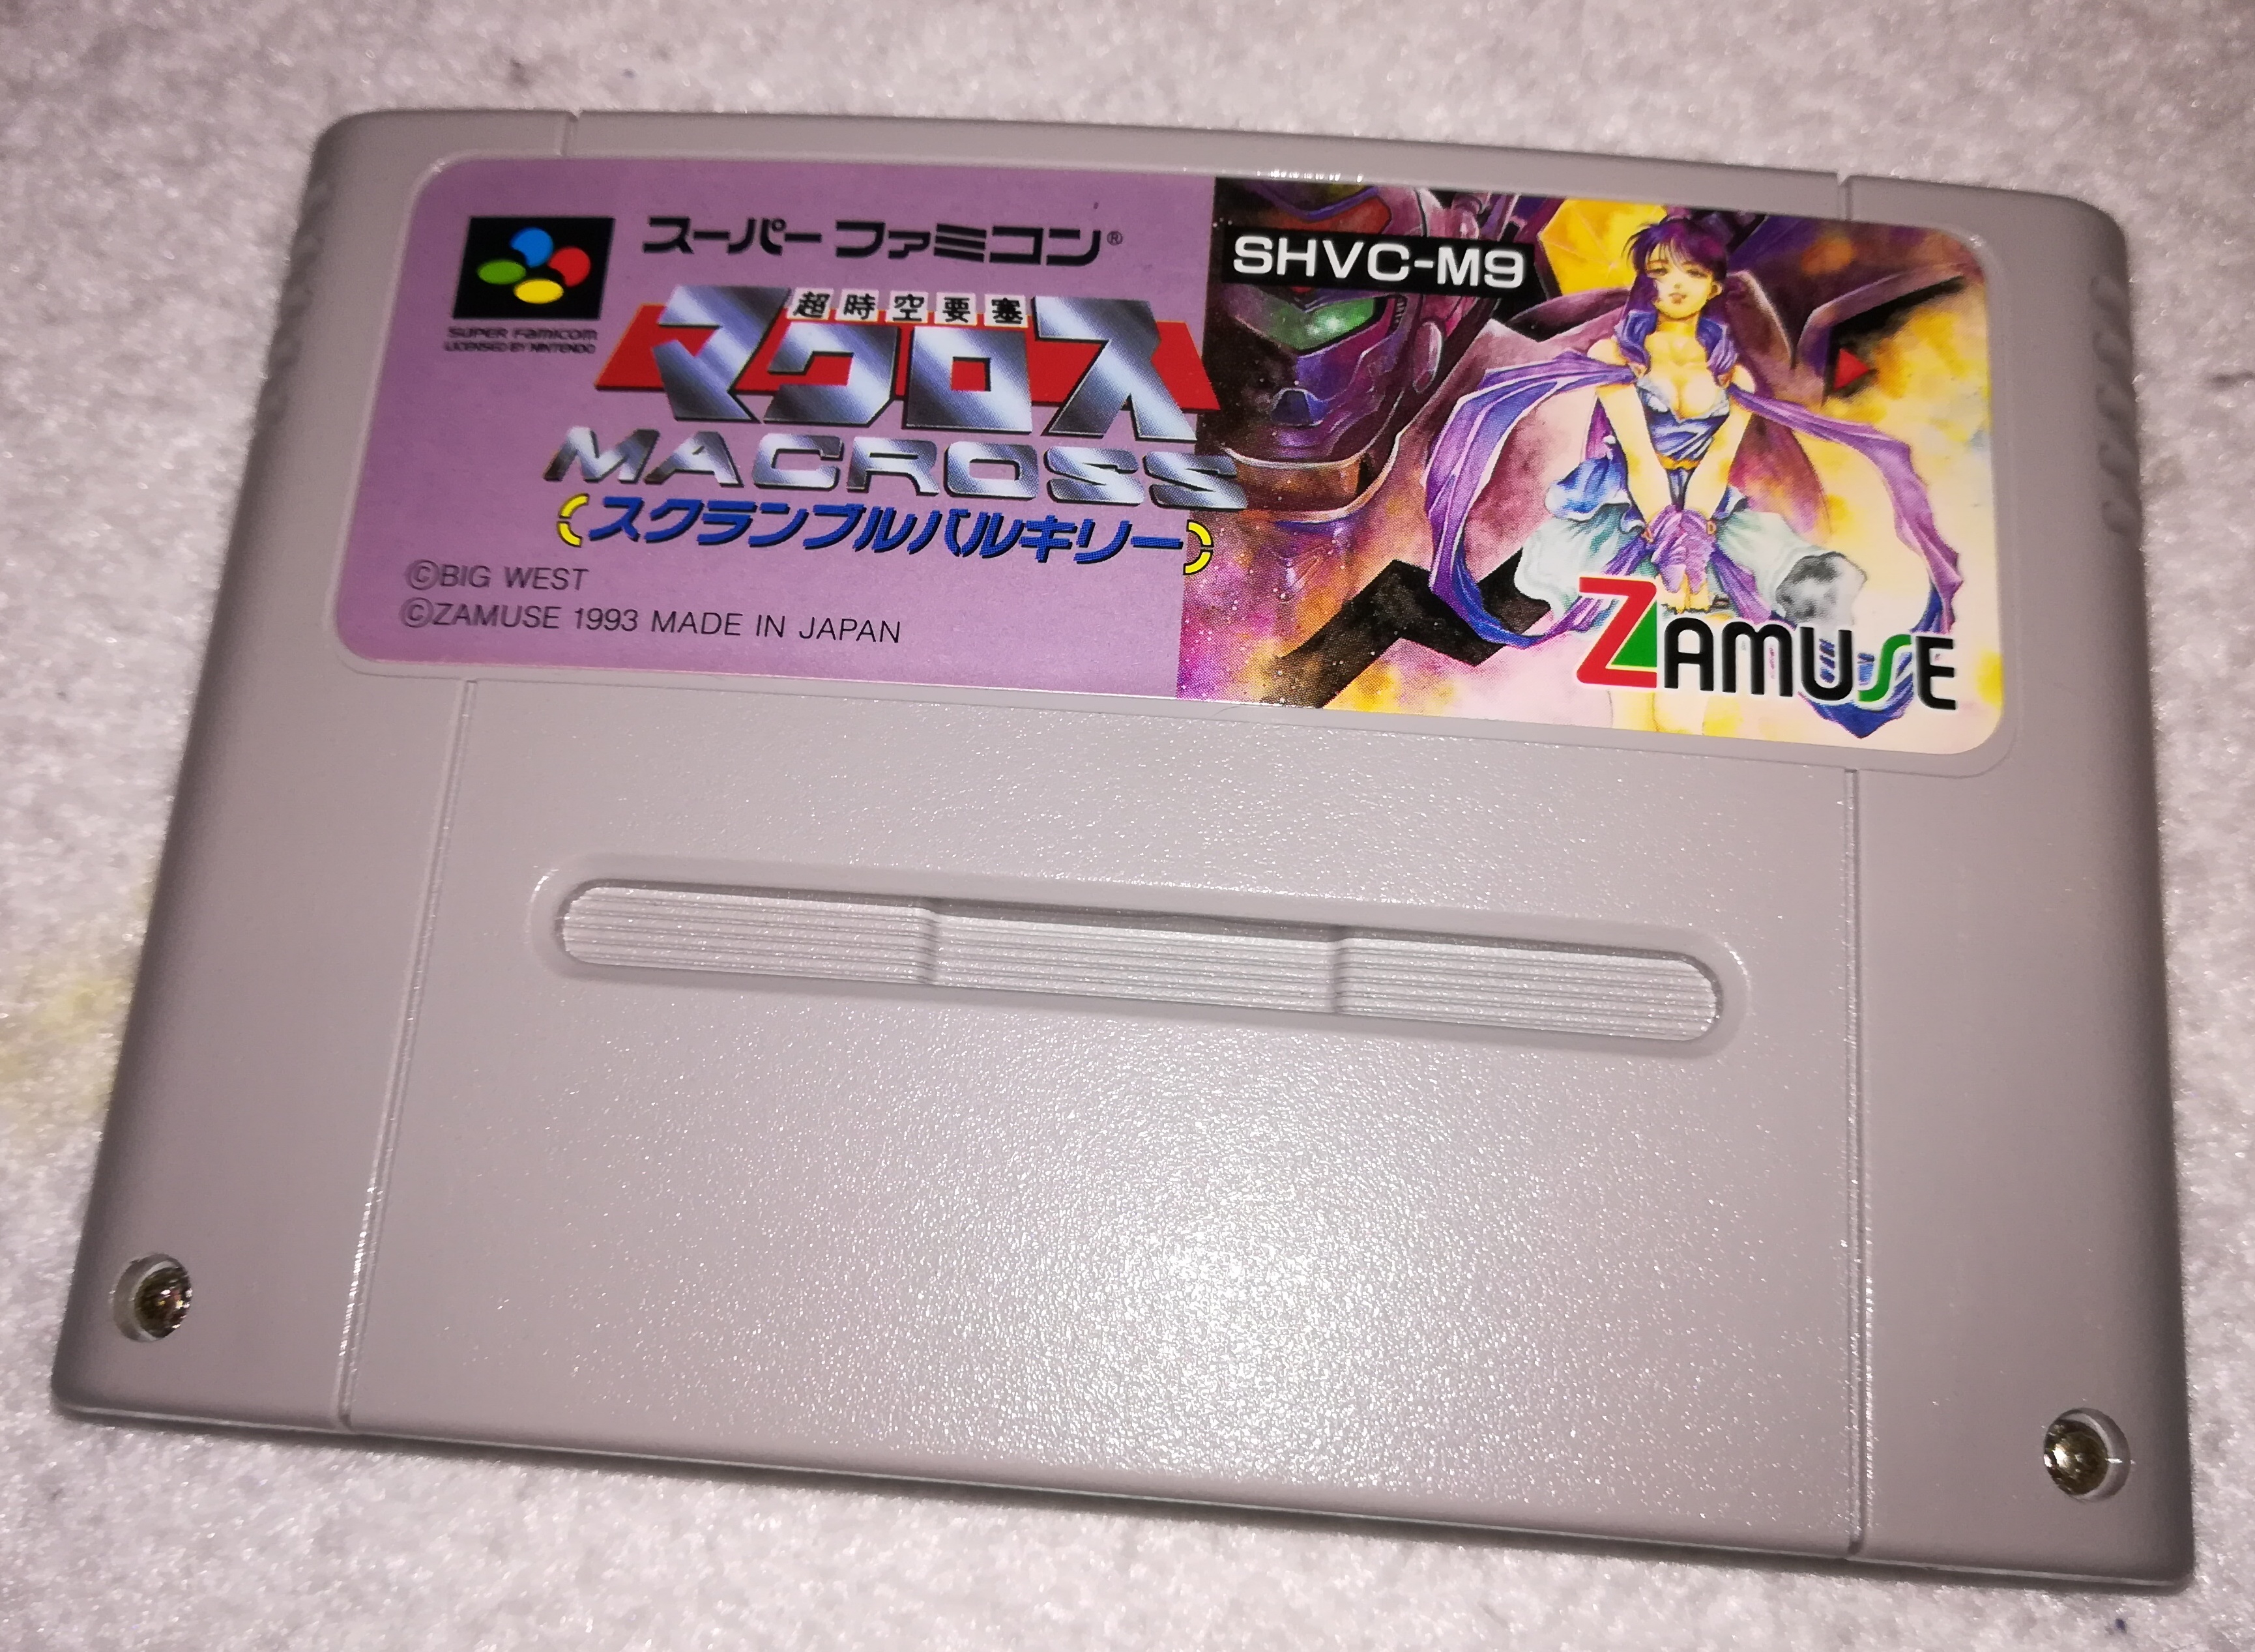 スーパーファミコン®
SUPER FAMICOM
LICENSED BY NINTENDO
超時空要塞
マクロス
MACROSS
スクランブルバルキリー
©BIG WEST
©ZAMUSE 1993 MADE IN JAPAN
SHVC-M9
ZAMUSE